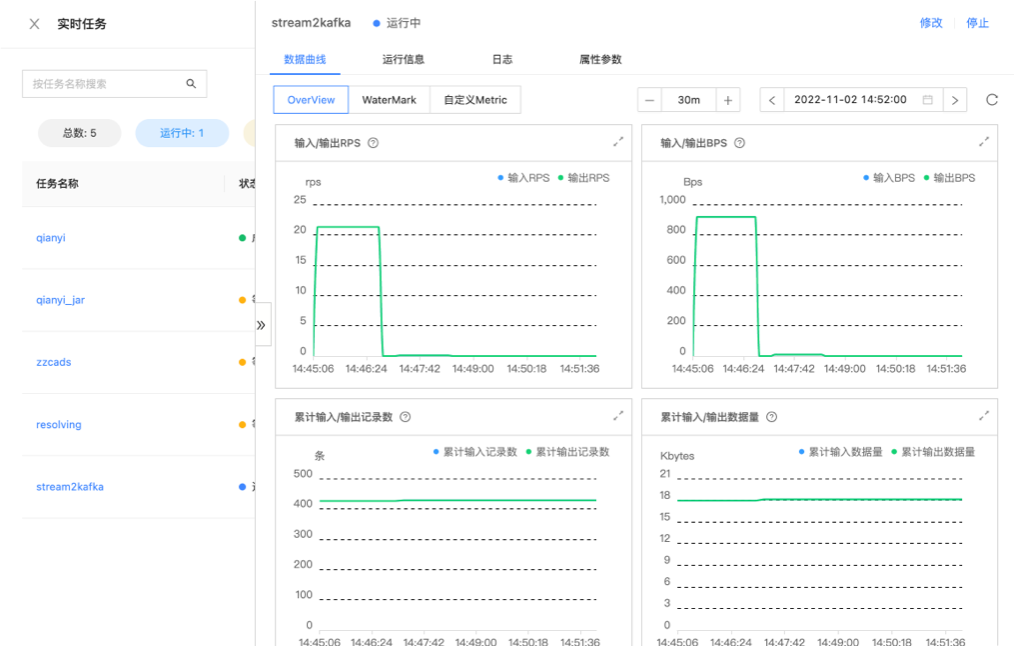 实时任务
按任务名称搜索
总数: 5
运行中: 1
任务名称
状态
qianyi
qianyi_jar
zzcads
resolving
stream2kafka
stream2kafka
运行中
修改
停止
数据曲线
运行信息
日志
属性参数
OverView
WaterMark
自定义Metric
30m
2022-11-02 14:52:00
输入/输出RPS
rps
输入RPS
输出RPS
25
20
15
10
5
0
14:45:06 14:46:24 14:47:42 14:49:00 14:50:18 14:51:36
输入/输出BPS
Bps
输入BPS
输出BPS
1,000
800
600
400
200
0
14:45:06 14:46:24 14:47:42 14:49:00 14:50:18 14:51:36
累计输入/输出记录数
条
累计输入记录数
累计输出记录数
500
400
300
200
100
0
14:45:06 14:46:24 14:47:42 14:49:00 14:50:18 14:51:36
累计输入/输出数据量
Kbytes
累计输入数据量
累计输出数据量
21
18
15
12
9
6
3
0
14:45:06 14:46:24 14:47:42 14:49:00 14:50:18 14:51:36